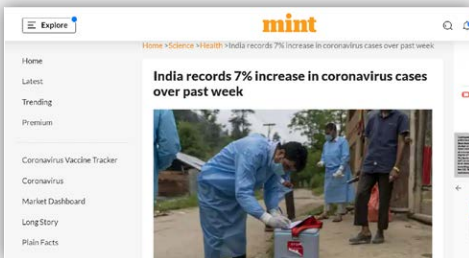 Explore
mint
Home >Science >Health >India records 7% increase in coronavirus cases over past week
Home
Latest
Trending
Premium
Coronavirus Vaccine Tracker
Coronavirus
Market Dashboard
Long Story
Plain Facts
India records 7% increase in coronavirus cases
over past week